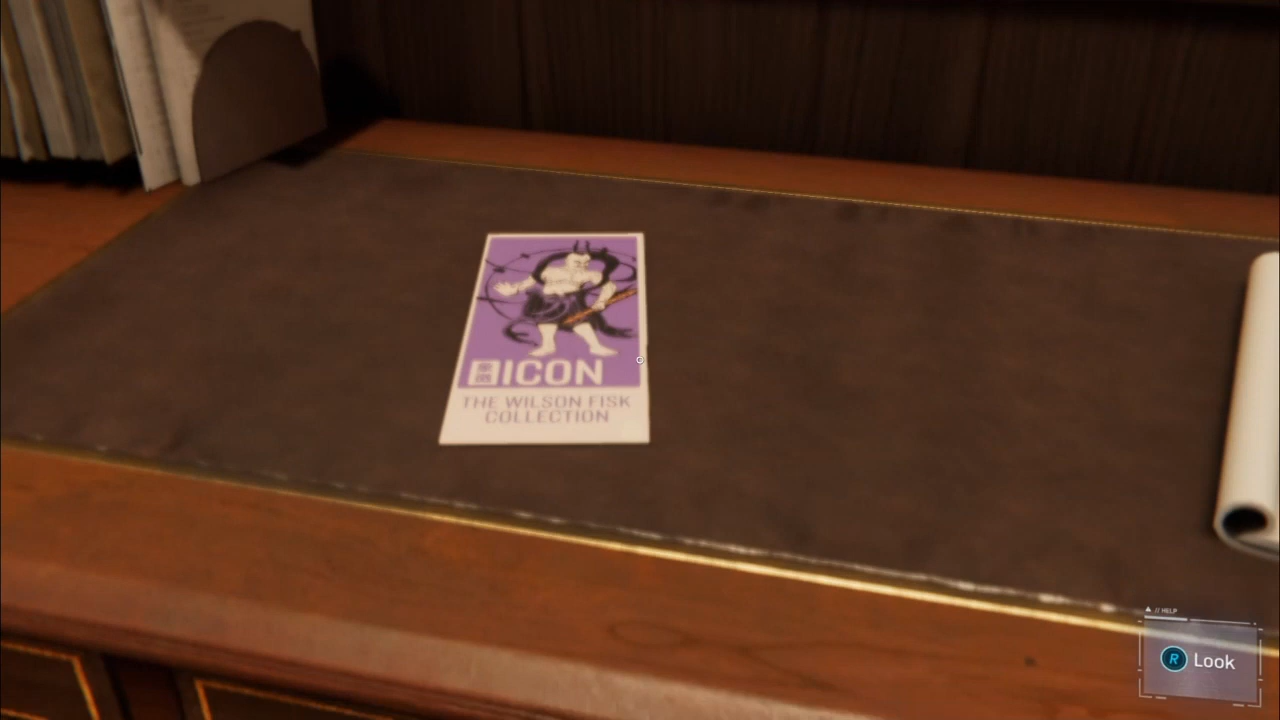 ICON
THE WILSON FISK
COLLECTION
// HELP
R Look